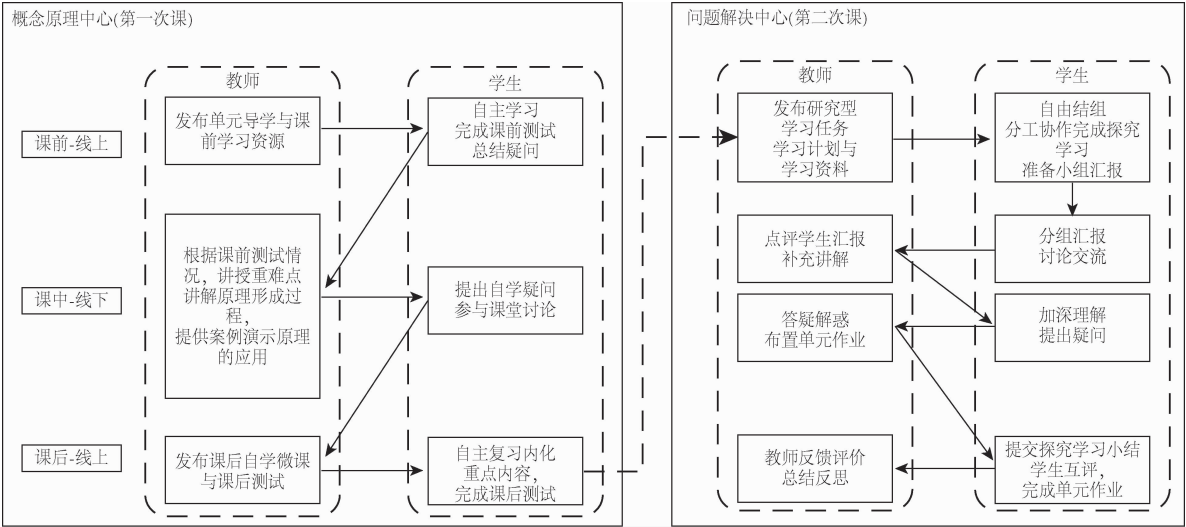 概念原理中心(第一次课)
教师
学生
课前-线上
发布单元导学与课
前学习资源
自主学习
完成课前测试
总结疑问
课中-线下
根据课前测试情
况，讲授重难点
讲解原理形成过
程，
提供案例演示原理
的应用
提出自学疑问
参与课堂讨论
课后-线上
发布课后自学微课
与课后测试
自主复习内化
重点内容，
完成课后测试
问题解决中心(第二次课)
教师
学生
发布研究型
学习任务
学习计划与
学习资料
自由结组
分工协作完成探究
学习
准备小组汇报
点评学生汇报
补充讲解
分组汇报
讨论交流
答疑解惑
布置单元作业
加深理解
提出疑问
教师反馈评价
总结反思
提交探究学习小结
学生互评，
完成单元作业